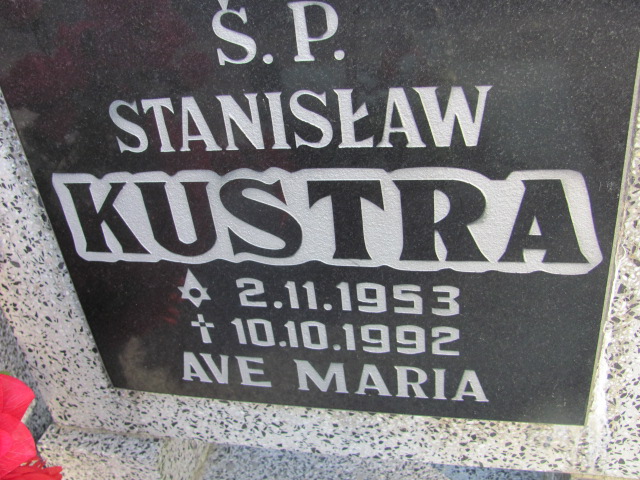 Ś.P.
STANISŁAW
KUSTRA
✡ 2.11.1953
✝ 10.10.1992
AVE MARIA